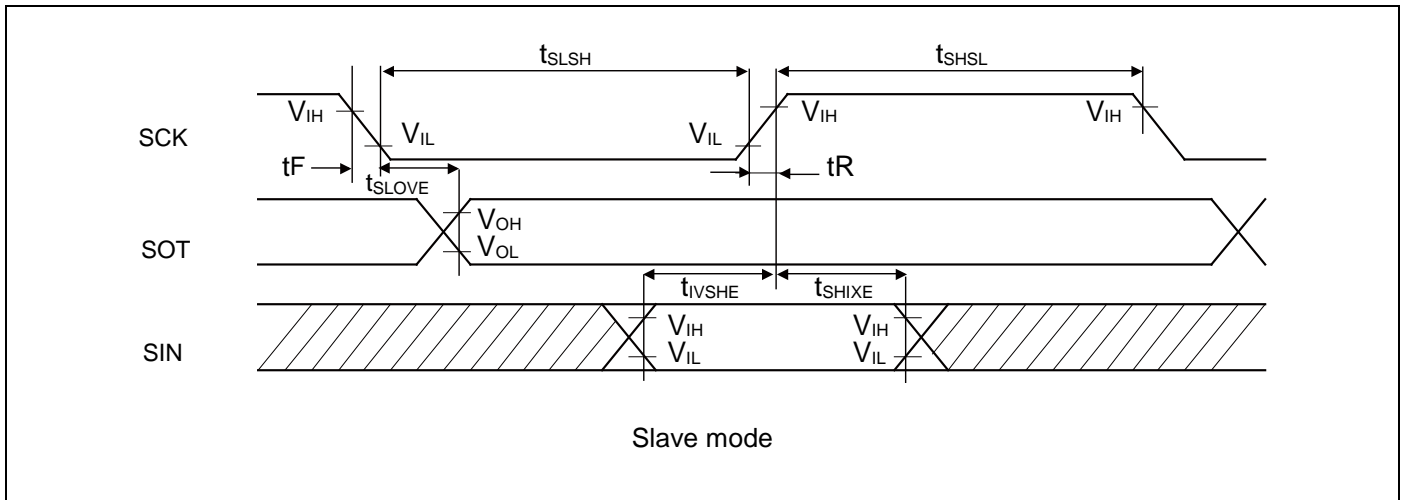 tSLSH
tSHSL
SCK
VIH
VIL
VIL
VIH
VIH
tF
tSLOVE
tR
SOT
VOH
VOL
tIVSHE
tSHIXE
SIN
VIH
VIL
VIH
VIL
Slave mode